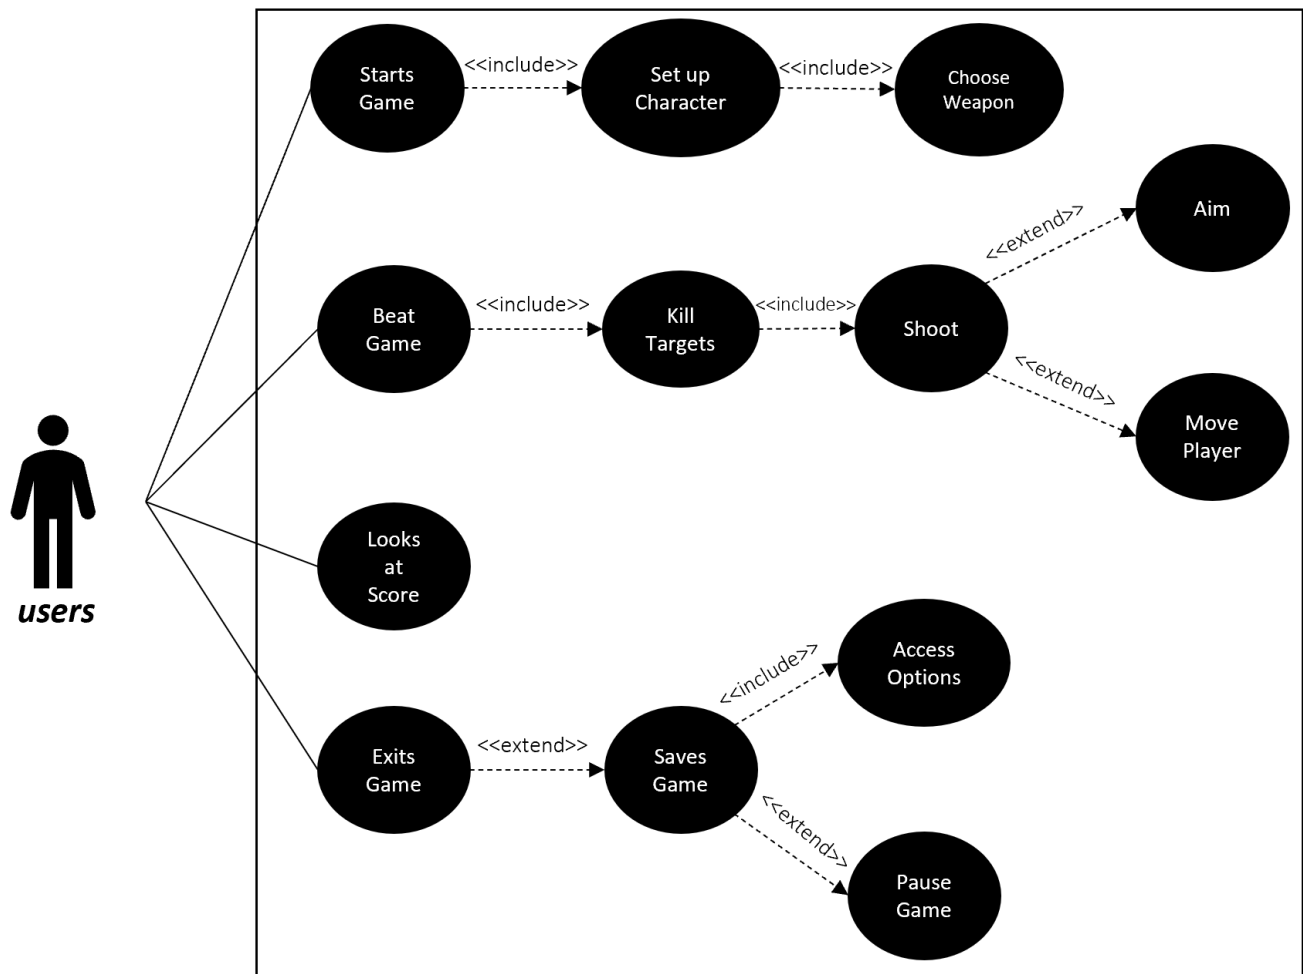 Starts
Game
<<include>>
Set up
Character
<<include>>
Choose
Weapon
<<extend>>
Aim
Beat
Game
<<include>>
Kill
Targets
<<include>>
Shoot
<<extend>>
Move
Player
users
Looks
at
Score
Exits
Game
<<extend>>
Saves
Game
<<include>>
Access
Options
<<extend>>
Pause
Game